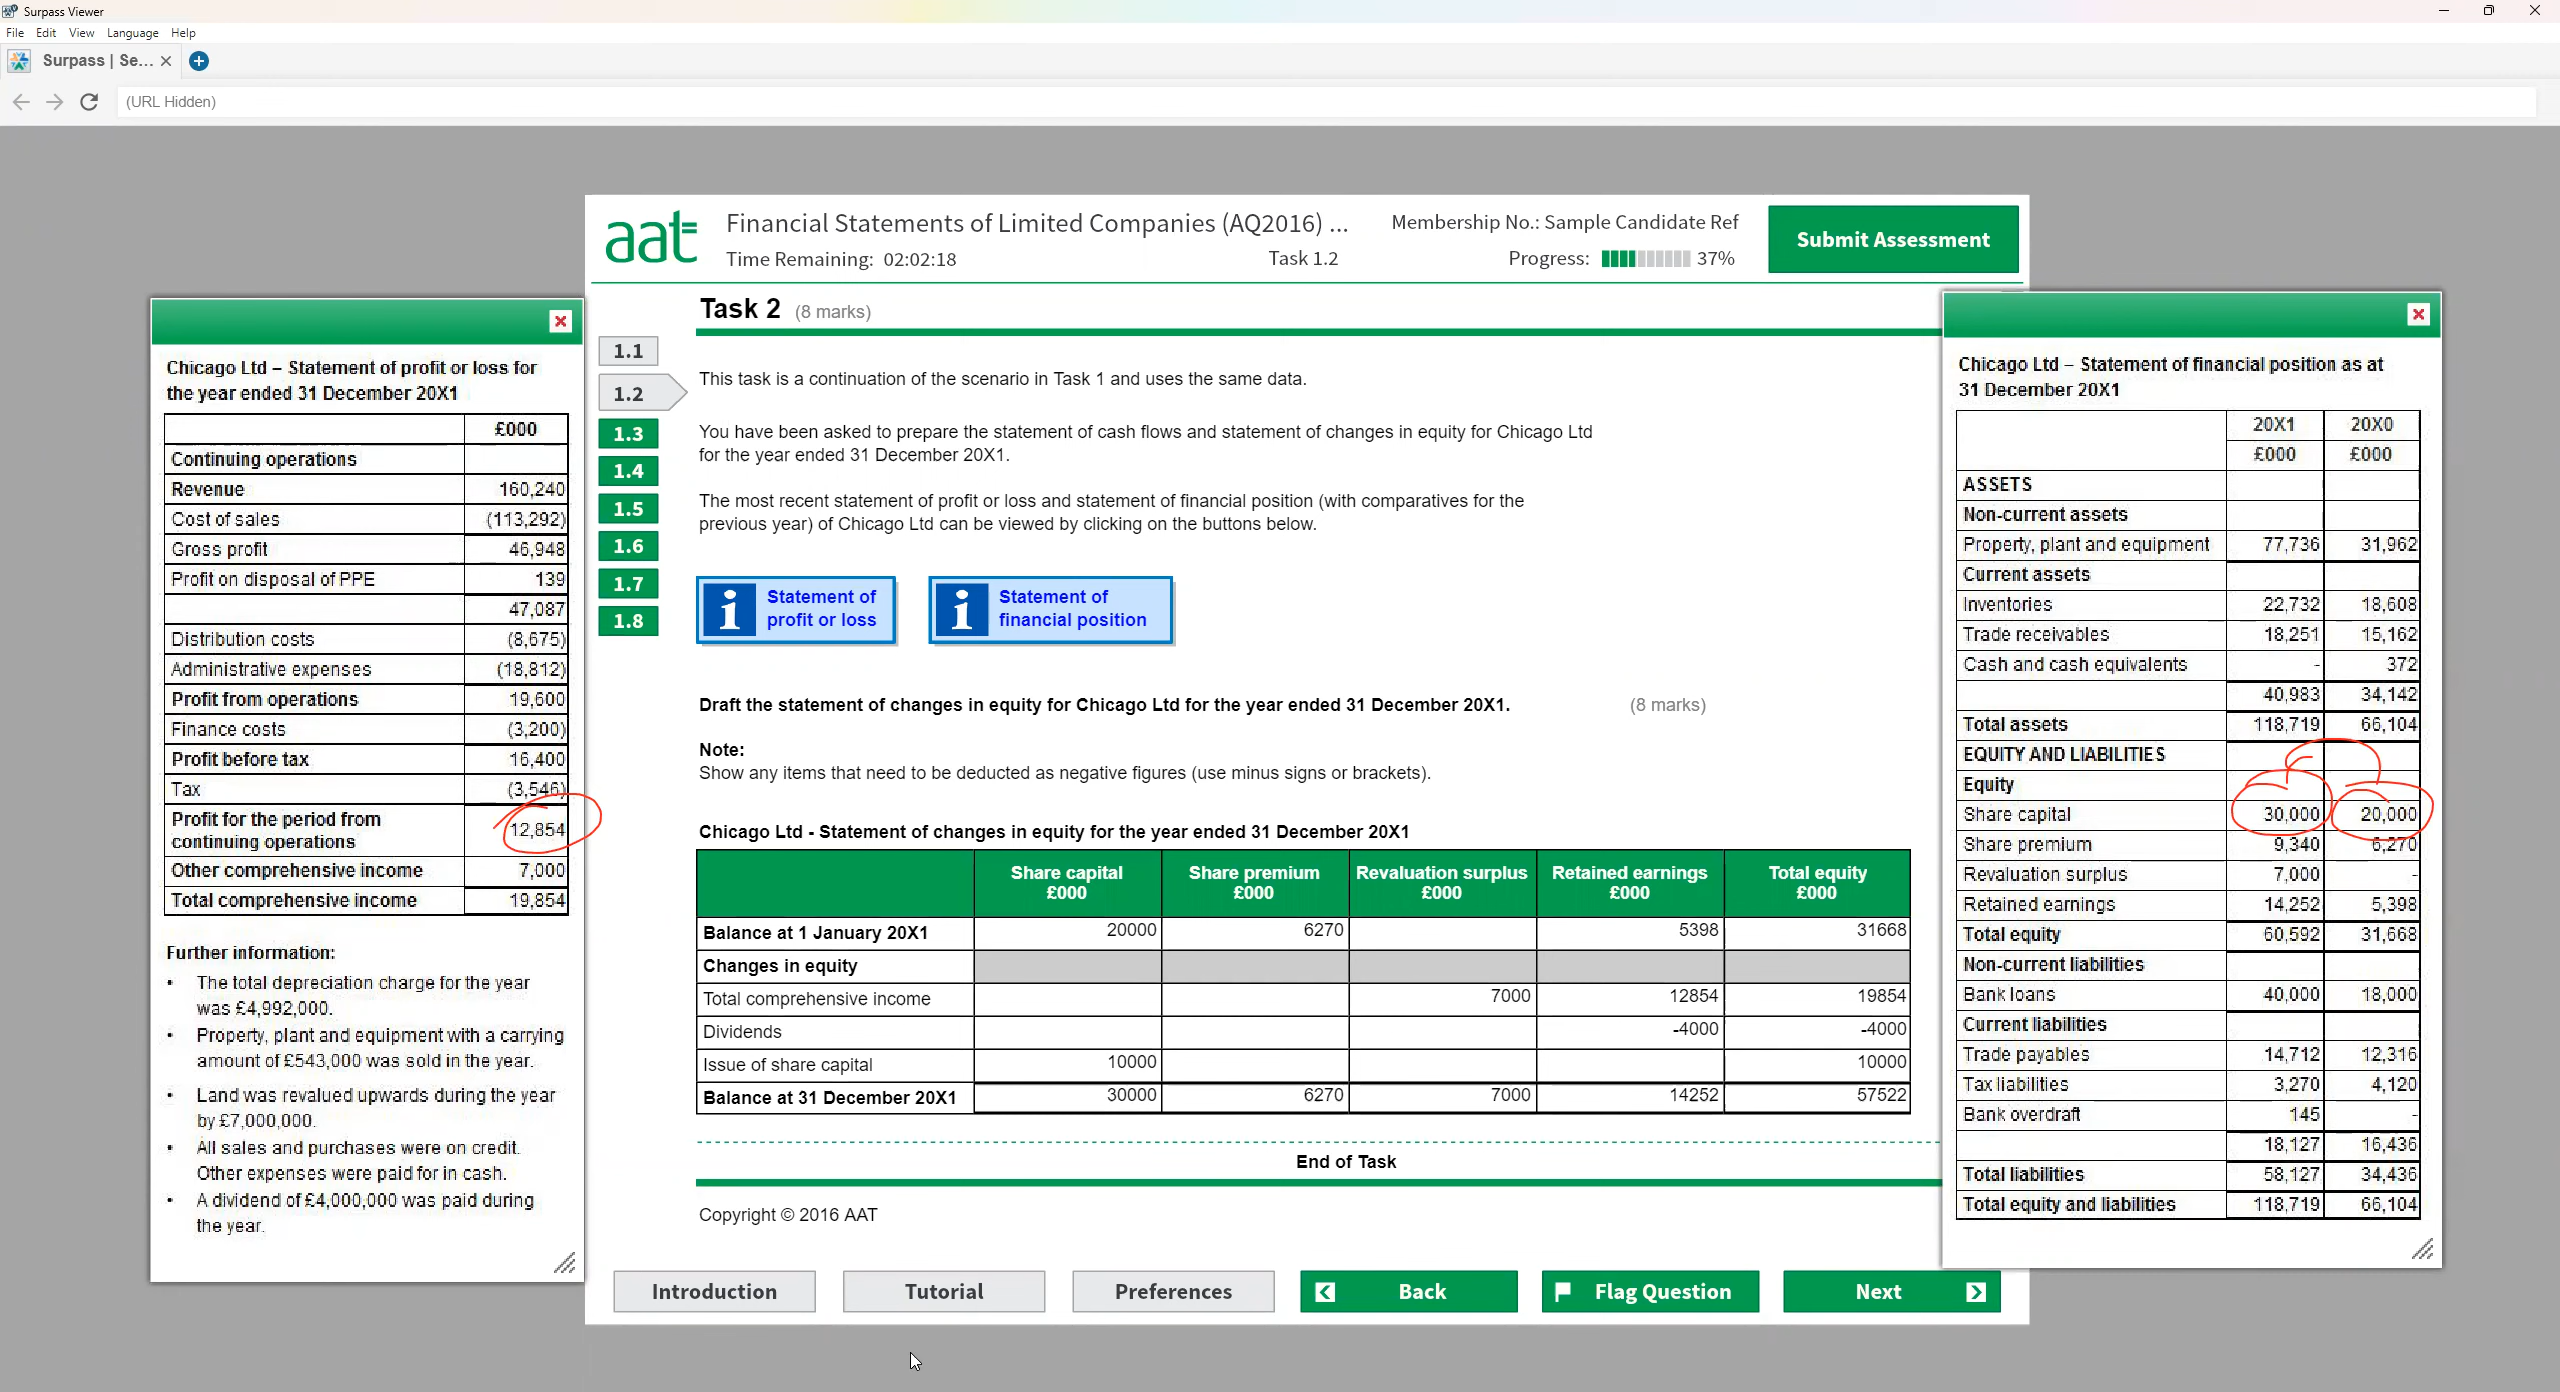 Surpass Viewer
File Edit View Language Help
Surpass | Se...
(URL Hidden)
aat
Financial Statements of Limited Companies (AQ2016) ...
Membership No.: Sample Candidate Ref
Submit Assessment
Time Remaining: 02:02:18
Task 1.2
Progress: 37%
Chicago Ltd – Statement of profit or loss for
the year ended 31 December 20X1
£000
Continuing operations
Revenue 160,240
Cost of sales (113,292)
Gross profit 46,948
Profit on disposal of PPE 139
47,087
Distribution costs (8,675)
Administrative expenses (18,812)
Profit from operations 19,600
Finance costs (3,200)
Profit before tax 16,400
Tax (3,546)
Profit for the period from
continuing operations 12,854
Other comprehensive income 7,000
Total comprehensive income 19,854
Further information:
• The total depreciation charge for the year
was £4,992,000.
• Property, plant and equipment with a carrying
amount of £543,000 was sold in the year.
• Land was revalued upwards during the year
by £7,000,000.
• All sales and purchases were on credit.
Other expenses were paid for in cash.
• A dividend of £4,000,000 was paid during
the year.
1.1
1.2
1.3
1.4
1.5
1.6
1.7
1.8
Task 2 (8 marks)
This task is a continuation of the scenario in Task 1 and uses the same data.
You have been asked to prepare the statement of cash flows and statement of changes in equity for Chicago Ltd
for the year ended 31 December 20X1.
The most recent statement of profit or loss and statement of financial position (with comparatives for the
previous year) of Chicago Ltd can be viewed by clicking on the buttons below.
Statement of
profit or loss
Statement of
financial position
Draft the statement of changes in equity for Chicago Ltd for the year ended 31 December 20X1. (8 marks)
Note:
Show any items that need to be deducted as negative figures (use minus signs or brackets).
Chicago Ltd - Statement of changes in equity for the year ended 31 December 20X1
Share capital Share premium Revaluation surplus Retained earnings Total equity
£000 £000 £000 £000 £000
Balance at 1 January 20X1 20000 6270 5398 31668
Changes in equity
Total comprehensive income 7000 12854 19854
Dividends -4000 -4000
Issue of share capital 10000 10000
Balance at 31 December 20X1 30000 6270 7000 14252 57522
End of Task
Copyright © 2016 AAT
Introduction
Tutorial
Preferences
Back
Flag Question
Next
Chicago Ltd – Statement of financial position as at
31 December 20X1
20X1 20X0
£000 £000
ASSETS
Non-current assets
Property, plant and equipment 77,736 31,962
Current assets
Inventories 22,732 18,608
Trade receivables 18,251 15,162
Cash and cash equivalents - 372
40,983 34,142
Total assets 118,719 66,104
EQUITY AND LIABILITIES
Equity
Share capital 30,000 20,000
Share premium 9,340 6,270
Revaluation surplus 7,000 -
Retained earnings 14,252 5,398
Total equity 60,592 31,668
Non-current liabilities
Bank loans 40,000 18,000
Current liabilities
Trade payables 14,712 12,316
Tax liabilities 3,270 4,120
Bank overdraft 145 -
18,127 16,436
Total liabilities 58,127 34,436
Total equity and liabilities 118,719 66,104